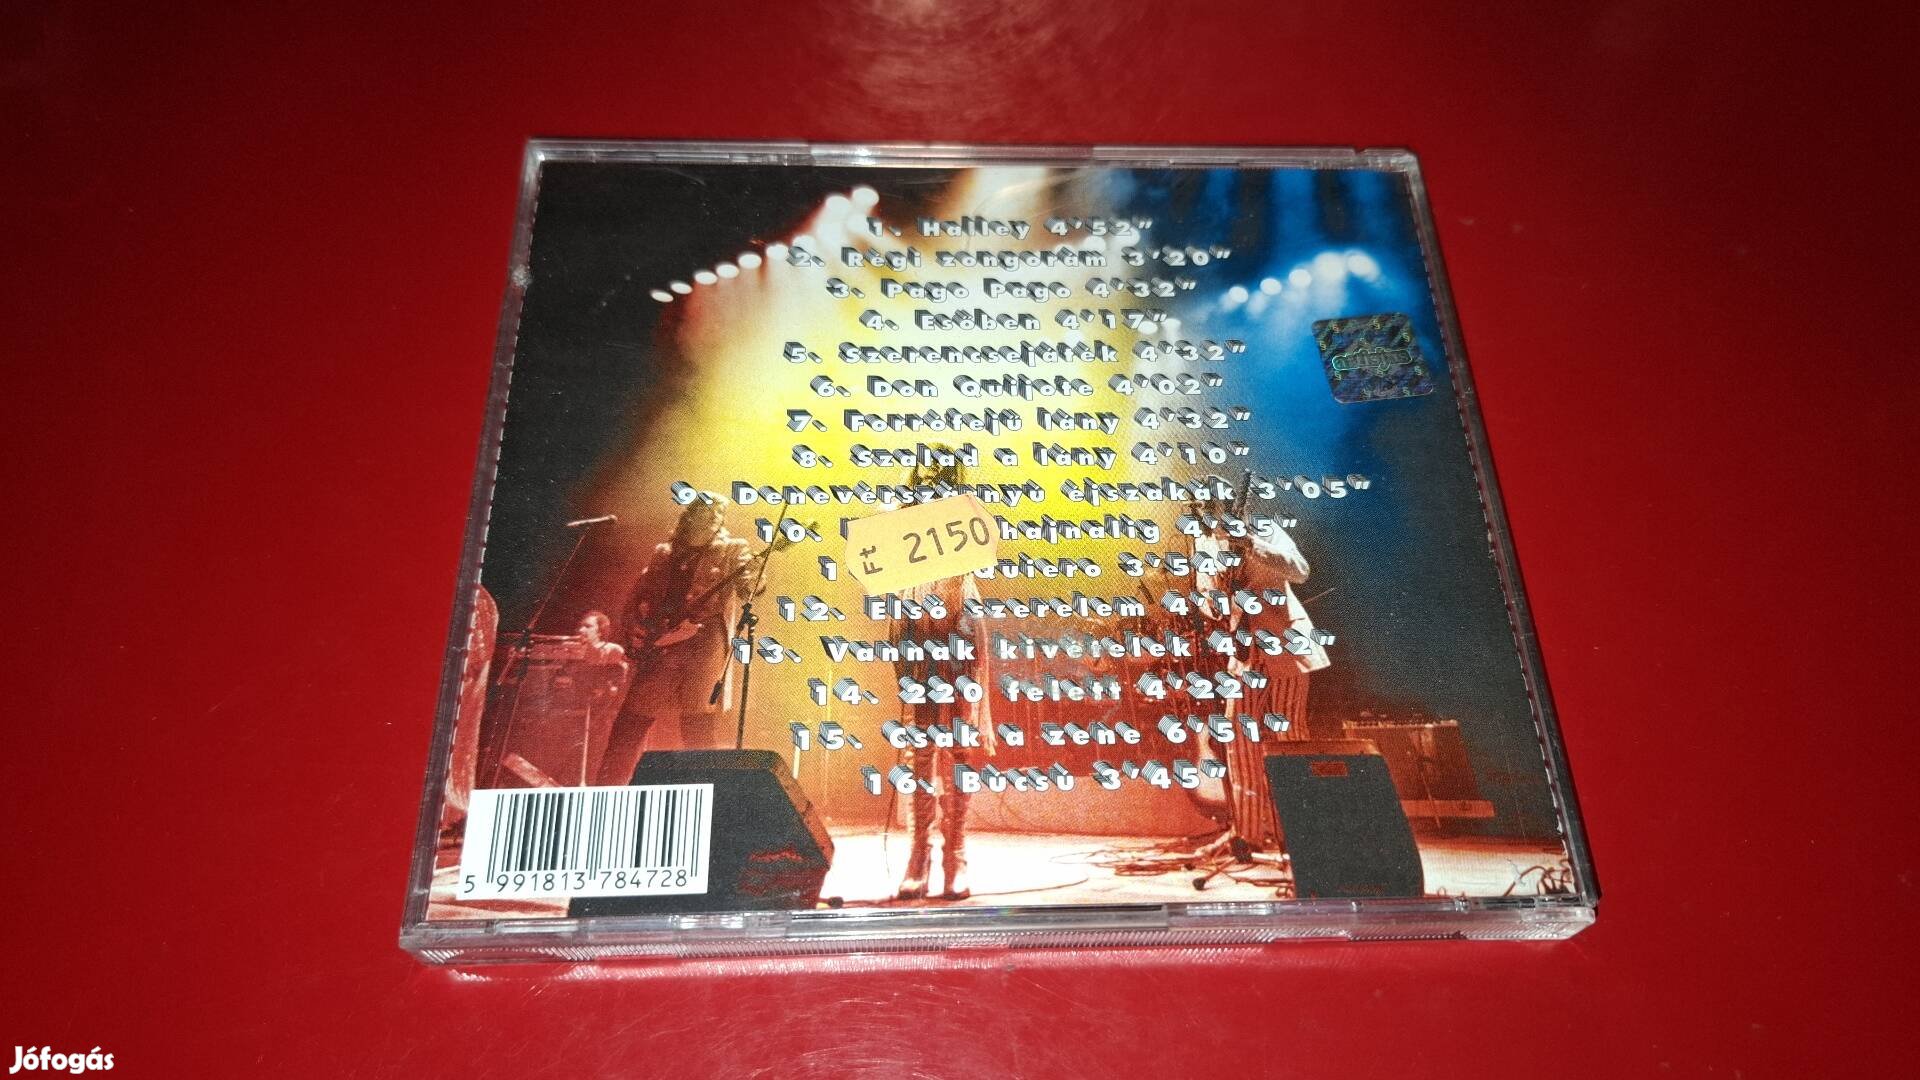 1. Halley 4'52"
2. Régi zongorám 3'20"
3. Pago Pago 4'32"
4. Esőben 4'17"
5. Szerencsejáték 4'32"
6. Don Quijote 4'02"
7. Forrófejű lány 4'32"
8. Szalad a lány 4'10"
9. Denevérszárnyú éjszakák 3'05"
10. hajnalig 4'35"
Quiero 3'54"
12. Első szerelem 4'16"
13. Vannak kivételek 4'32"
14. 220 felett 4'22"
15. Csak a zene 6'51"
16. Búcsú 3'45"
Ft 2150
5 991813 784728
Jófogás